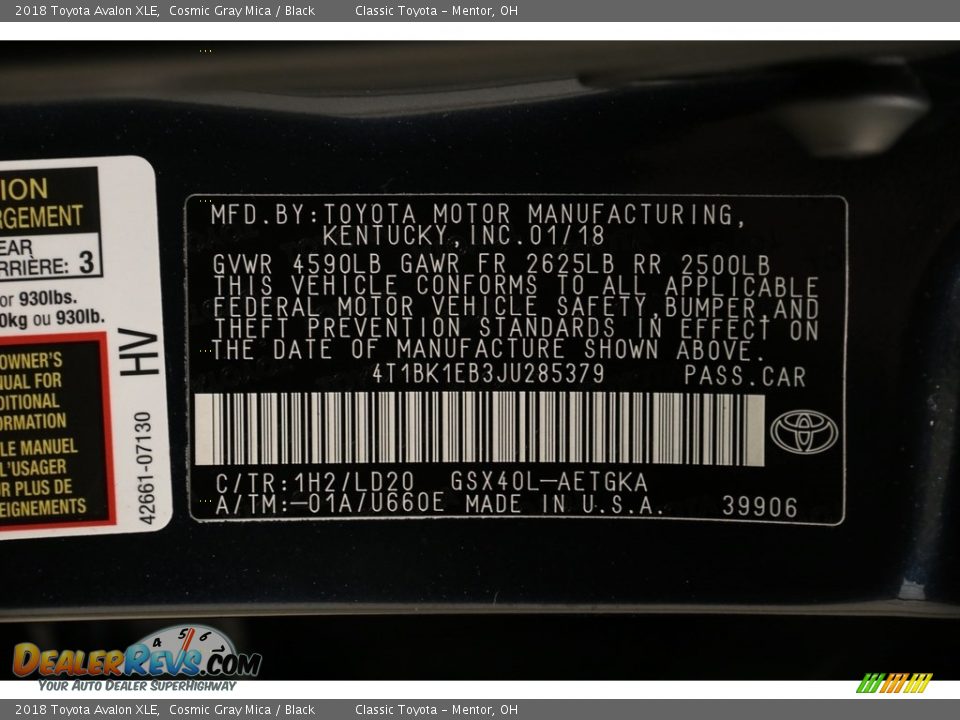 2018 Toyota Avalon XLE, Cosmic Gray Mica / Black Classic Toyota - Mentor, OH
ION
RGEMENT
EAR
RRIÈRE: 3
or 930lbs.
0kg ou 930lb.
OWNER'S
NUAL FOR
DITIONAL
ORMATION
LE MANUEL
L'USAGER
R PLUS DE
EIGNEMENTS
HV
42661-07130
MFD.BY:TOYOTA MOTOR MANUFACTURING,
KENTUCKY,INC.01/18
GVWR 4590LB GAWR FR 2625LB RR 2500LB
THIS VEHICLE CONFORMS TO ALL APPLICABLE
FEDERAL MOTOR VEHICLE SAFETY,BUMPER,AND
THEFT PREVENTION STANDARDS IN EFFECT ON
THE DATE OF MANUFACTURE SHOWN ABOVE.
4T1BK1EB3JU285379 PASS.CAR
C/TR:1H2/LD20 GSX40L-AETGKA
A/TM:-01A/U660E MADE IN U.S.A. 39906
4 5 6 7
DEALERREVS.COM
YOUR AUTO DEALER SUPERHIGHWAY
2018 Toyota Avalon XLE, Cosmic Gray Mica / Black Classic Toyota - Mentor, OH